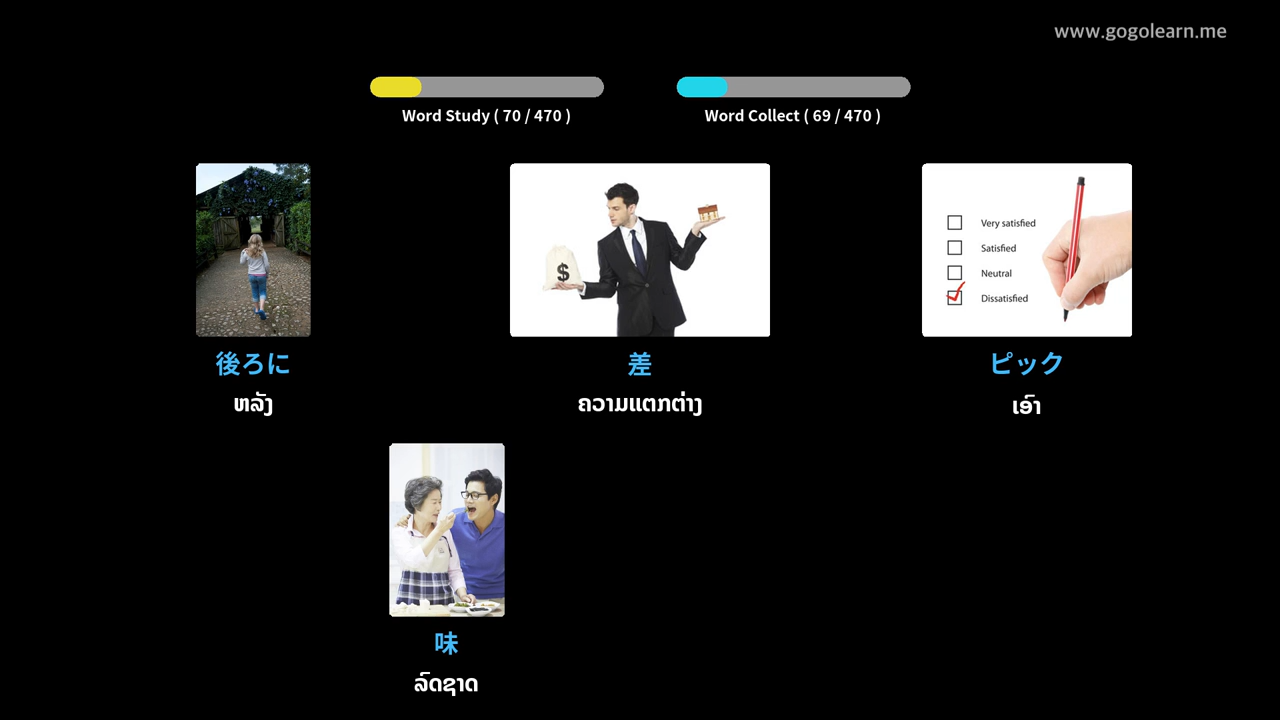 www.gogolearn.me
Word Study ( 70 / 470 )
Word Collect ( 69 / 470 )
Very satisfied
Satisfied
Neutral
Dissatisfied
$
後ろに
差
ピック
ຫລັງ
ຄວາມແຕກຕ່າງ
ເອົາ
味
ລົດຊາດ